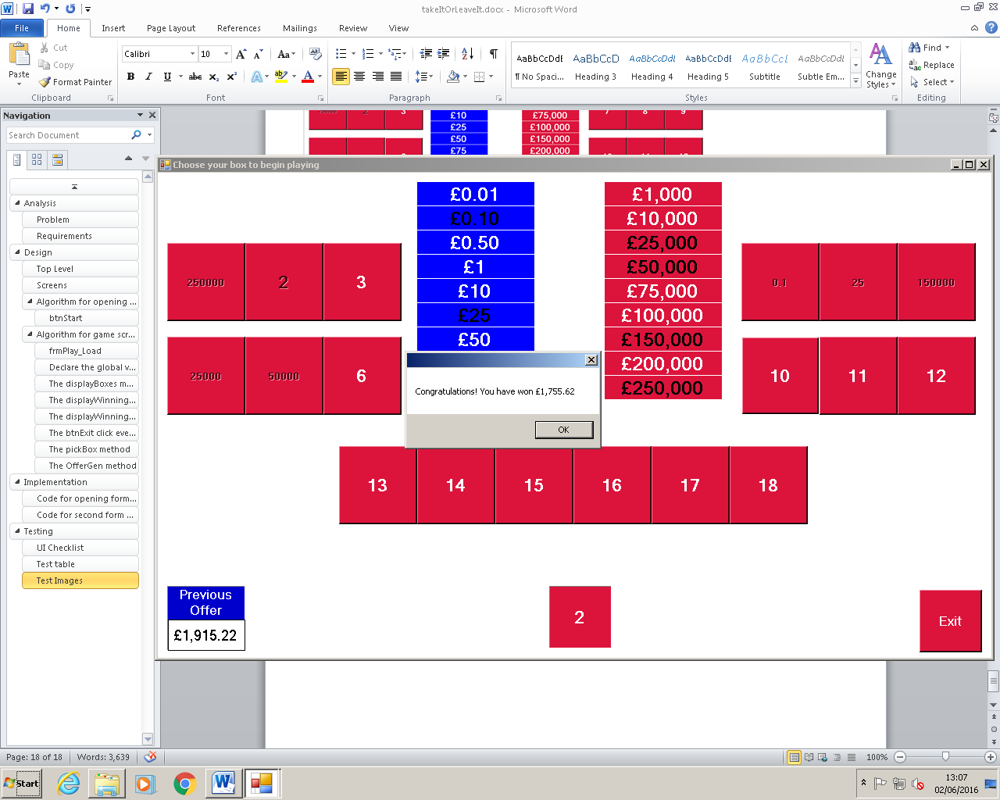 takeItOrLeaveIt.docx - Microsoft Word
File Home Insert Page Layout References Mailings Review View
Paste
Cut
Copy
Format Painter
Clipboard
Calibri 10
Font
Paragraph
AaBbCcDdE AaBbCcD AaBbCcDdI AaBbCcDdE AaBbCcL AaBbCcDdL
¶ No Spaci... Heading 3 Heading 4 Heading 5 Subtitle Subtle Em...
Change Styles
Styles
Find
Replace
Select
Editing
Navigation
Search Document
Analysis
Problem
Requirements
Design
Top Level
Screens
Algorithm for opening ...
btnStart
Algorithm for game scr...
frmPlay_Load
Declare the global v...
The displayBoxes m...
The displayWinning...
The displayWinning...
The btnExit click eve...
The pickBox method
The OfferGen method
Implementation
Code for opening form...
Code for second form ...
Testing
UI Checklist
Test table
Test Images
2 3 £10 £75,000 7 8 9
£25 £100,000
£50 £150,000
£75 £200,000
Choose your box to begin playing
£0.01 £1,000
£0.10 £10,000
£0.50 £25,000
£1 £50,000
£10 £75,000
£25 £100,000
£50 £150,000
£200,000
£250,000
250000 2 3
0.1 25 150000
25000 50000 6
10 11 12
Congratulations! You have won £1,755.62
OK
13 14 15 16 17 18
Previous
Offer
£1,915.22
2
Exit
Page: 18 of 18 Words: 3,639
100%
Start
13:07
02/06/2016